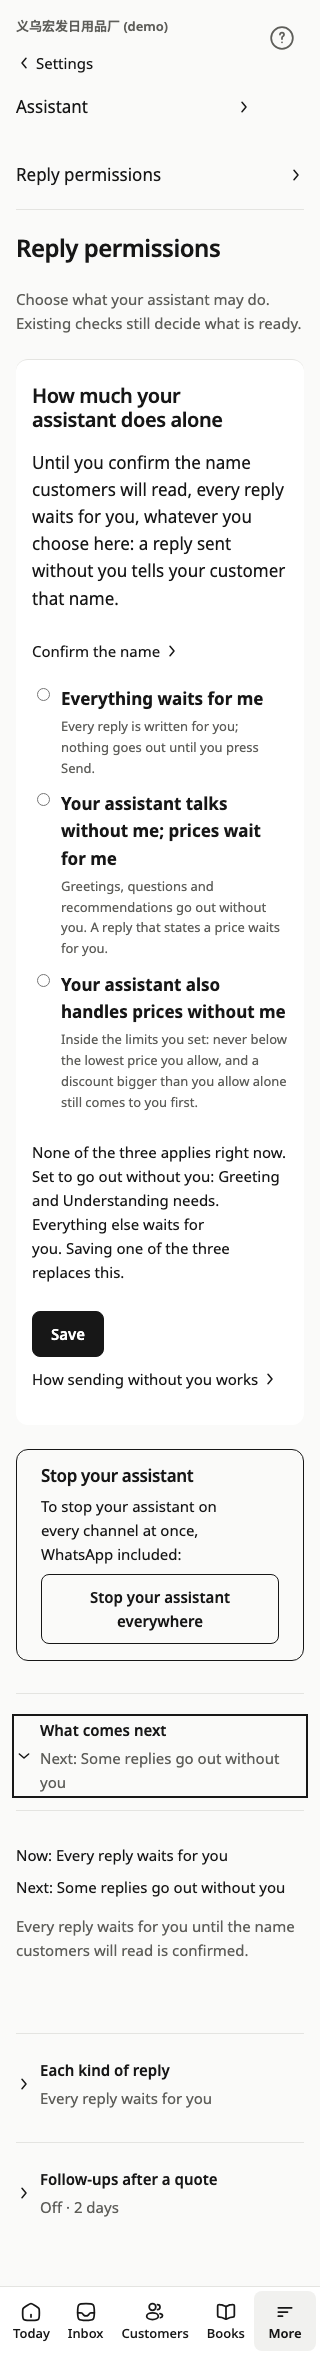 义乌宏发日用品厂 (demo)
Settings
Assistant
Reply permissions
Reply permissions
Choose what your assistant may do.
Existing checks still decide what is ready.
How much your
assistant does alone
Until you confirm the name
customers will read, every reply
waits for you, whatever you
choose here: a reply sent
without you tells your customer
that name.
Confirm the name
Everything waits for me
Every reply is written for you;
nothing goes out until you press
Send.
Your assistant talks
without me; prices wait
for me
Greetings, questions and
recommendations go out without
you. A reply that states a price waits
for you.
Your assistant also
handles prices without me
Inside the limits you set: never below
the lowest price you allow, and a
discount bigger than you allow alone
still comes to you first.
None of the three applies right now.
Set to go out without you: Greeting
and Understanding needs.
Everything else waits for
you. Saving one of the three
replaces this.
Save
How sending without you works
Stop your assistant
To stop your assistant on
every channel at once,
WhatsApp included:
Stop your assistant
everywhere
What comes next
Next: Some replies go out without
you
Now: Every reply waits for you
Next: Some replies go out without you
Every reply waits for you until the name
customers will read is confirmed.
Each kind of reply
Every reply waits for you
Follow-ups after a quote
Off · 2 days
Today Inbox Customers Books More